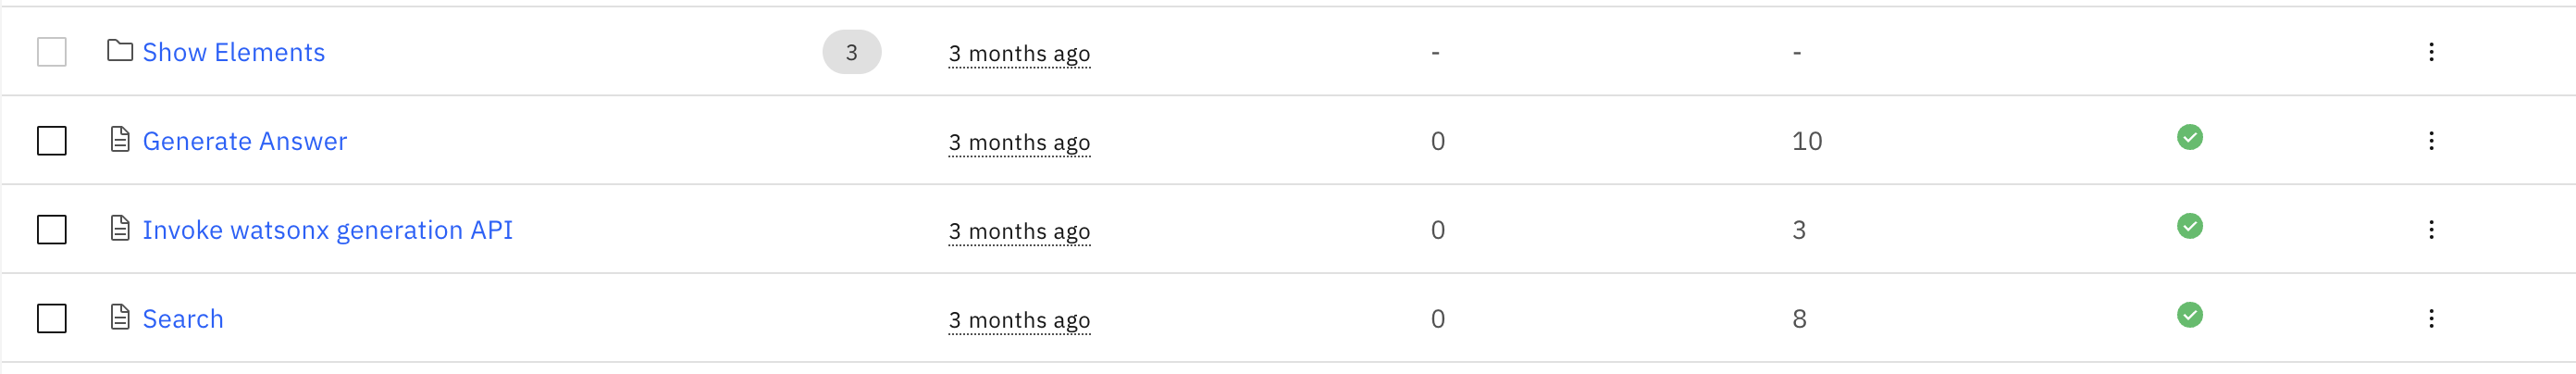 Show Elements 3 3 months ago - -
Generate Answer 3 months ago 0 10
Invoke watsonx generation API 3 months ago 0 3
Search 3 months ago 0 8